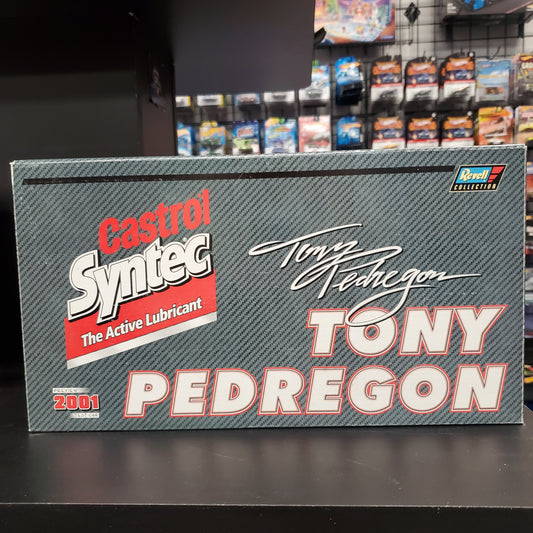 Revell
COLLECTION
Castrol
Syntec
The Active Lubricant
Tony
Pedregon
TONY
PEDREGON
2001